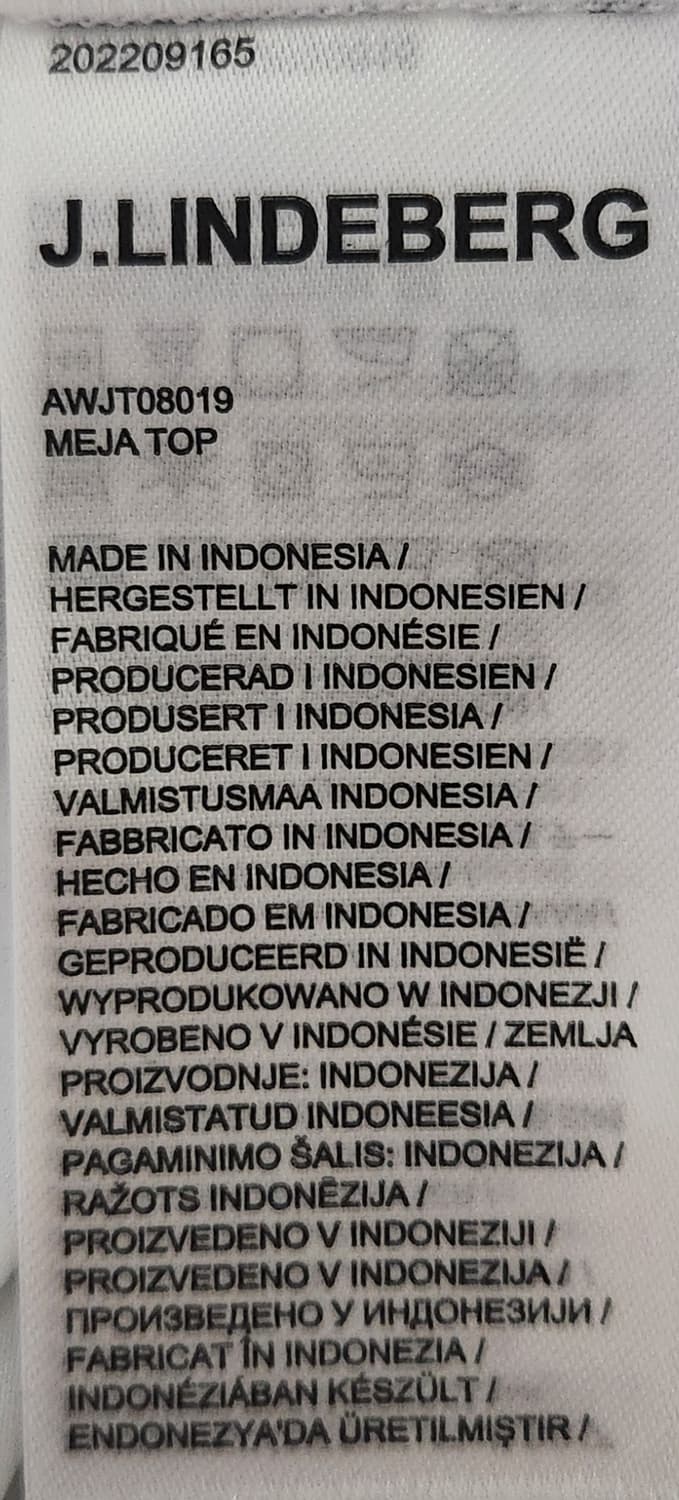 202209165
J.LINDEBERG
AWJT08019
MEJA TOP
MADE IN INDONESIA /
HERGESTELLT IN INDONESIEN /
FABRIQUÉ EN INDONÉSIE /
PRODUCERAD I INDONESIEN /
PRODUSERT I INDONESIA /
PRODUCERET I INDONESIEN /
VALMISTUSMAA INDONESIA /
FABBRICATO IN INDONESIA /
HECHO EN INDONESIA /
FABRICADO EM INDONESIA /
GEPRODUCEERD IN INDONESIË /
WYPRODUKOWANO W INDONEZJI /
VYROBENO V INDONÉSIE / ZEMLJA
PROIZVODNJE: INDONEZIJA /
VALMISTATUD INDONEESIA /
PAGAMINIMO ŠALIS: INDONEZIJA /
RAŽOTS INDONĒZIJA /
PROIZVEDENO V INDONEZIJI /
PROIZVEDENO V INDONEZIJA /
ПРОИЗВЕДЕНО У ИНДОНЕЗИЈИ /
FABRICAT ÎN INDONEZIA /
INDONÉZIÁBAN KÉSZÜLT /
ENDONEZYA'DA ÜRETILMIŞTIR /